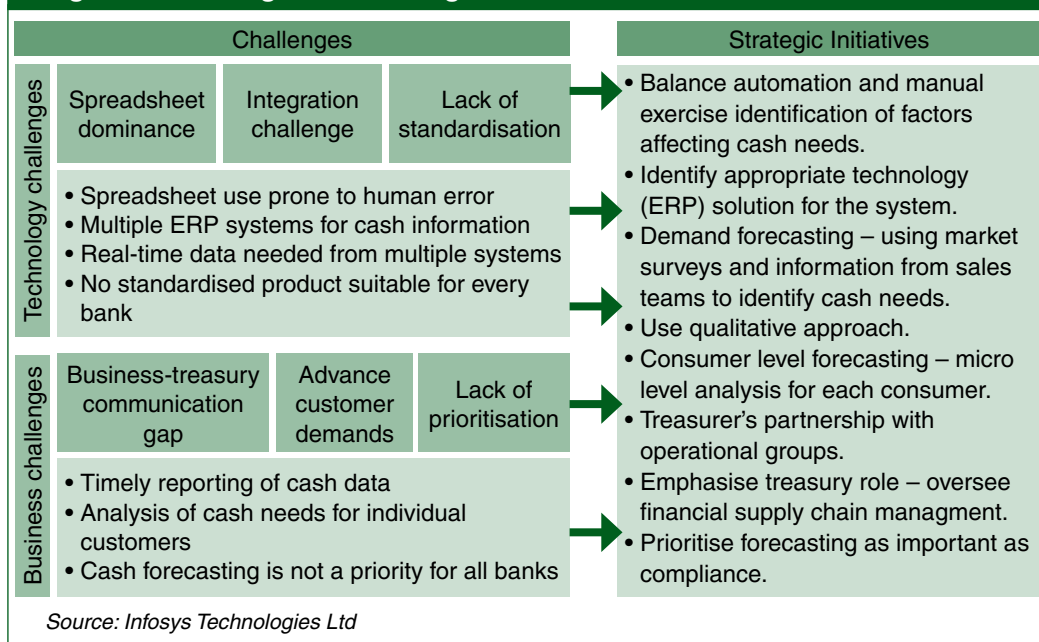 Challenges
Strategic Initiatives
Technology challenges
Spreadsheet
dominance
Integration
challenge
Lack of
standardisation
• Spreadsheet use prone to human error
• Multiple ERP systems for cash information
• Real-time data needed from multiple systems
• No standardised product suitable for every
bank
Business challenges
Business-treasury
communication
gap
Advance
customer
demands
Lack of
prioritisation
• Timely reporting of cash data
• Analysis of cash needs for individual
customers
• Cash forecasting is not a priority for all banks
• Balance automation and manual
exercise identification of factors
affecting cash needs.
• Identify appropriate technology
(ERP) solution for the system.
• Demand forecasting – using market
surveys and information from sales
teams to identify cash needs.
• Use qualitative approach.
• Consumer level forecasting – micro
level analysis for each consumer.
• Treasurer's partnership with
operational groups.
• Emphasise treasury role – oversee
financial supply chain managment.
• Prioritise forecasting as important as
compliance.
Source: Infosys Technologies Ltd